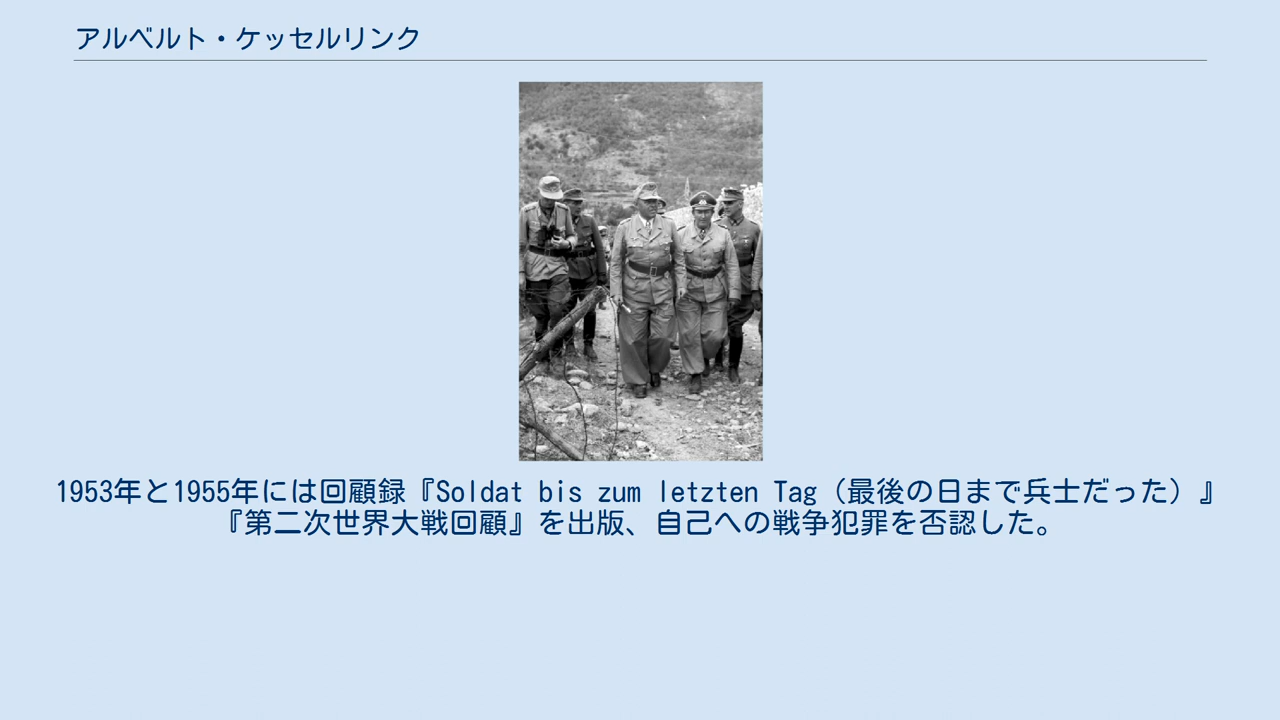 アルベルト・ケッセルリンク
1953年と1955年には回顧録『Soldat bis zum letzten Tag（最後の日まで兵士だった）』
『第二次世界大戦回顧』を出版、自己への戦争犯罪を否認した。